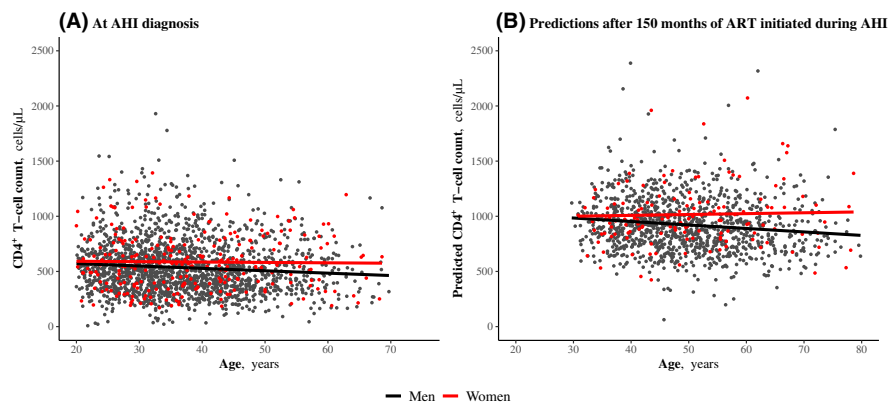 (A) At AHI diagnosis
2500
2000
1500
1000
500
0
CD4⁺ T-cell count, cells/μL
20 30 40 50 60 70
Age, years
(B) Predictions after 150 months of ART initiated during AHI
2500
2000
1500
1000
500
0
Predicted CD4⁺ T-cell count, cells/μL
20 30 40 50 60 70 80
Age, years
Men Women